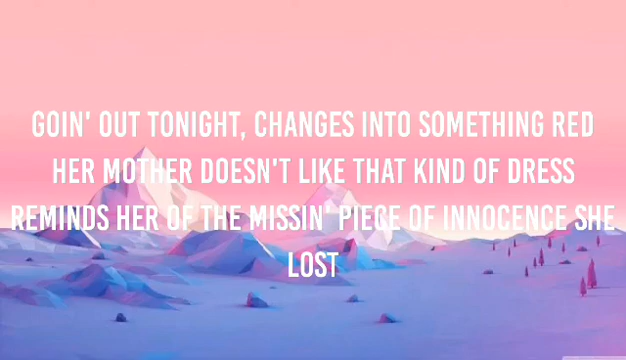 GOIN' OUT TONIGHT, CHANGES INTO SOMETHING RED
HER MOTHER DOESN'T LIKE THAT KIND OF DRESS
REMINDS HER OF THE MISSIN' PIECE OF INNOCENCE SHE
LOST